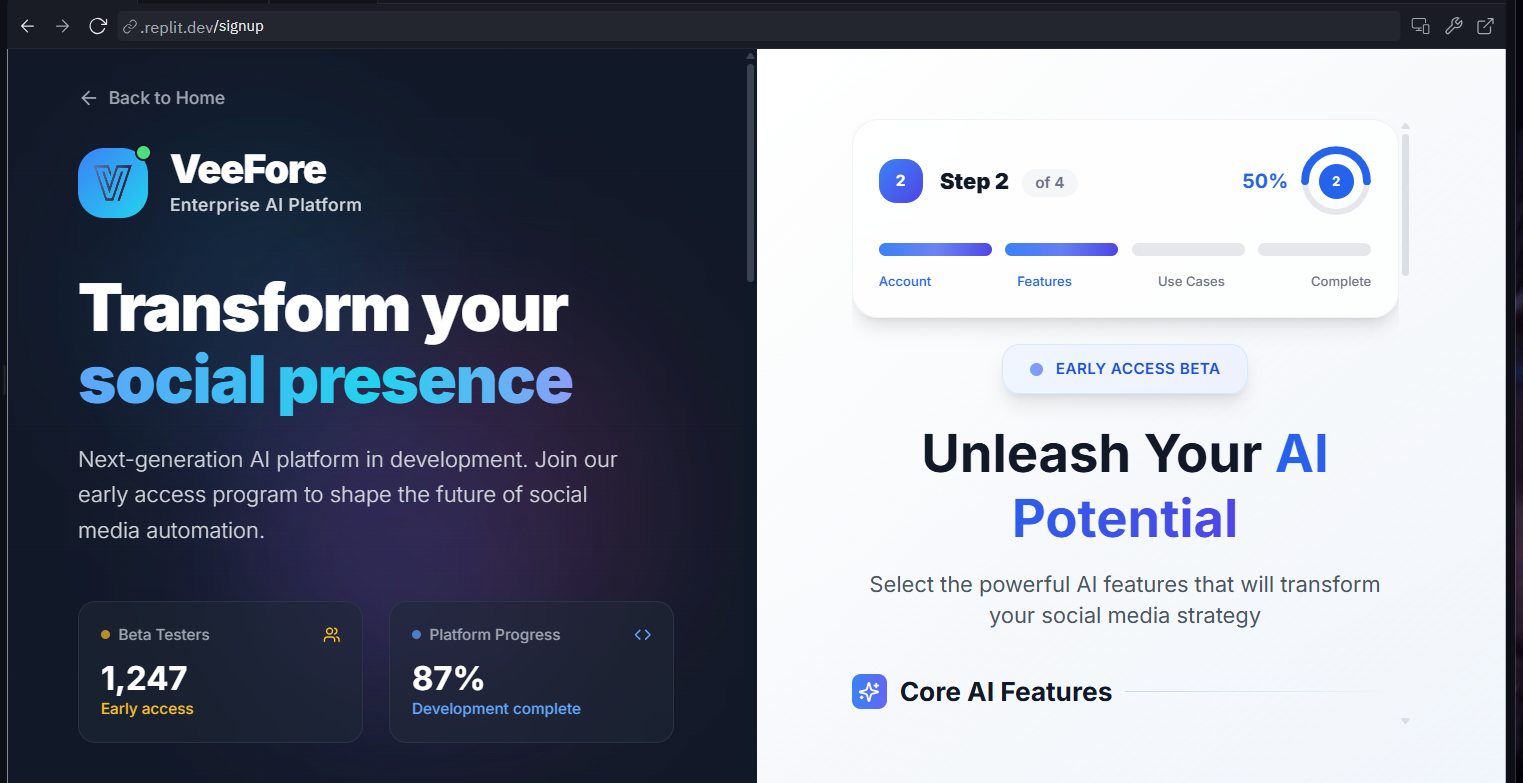 .replit.dev/signup
Back to Home
VeeFore
Enterprise AI Platform
Transform your
social presence
Next-generation AI platform in development. Join our
early access program to shape the future of social
media automation.
Beta Testers
1,247
Early access
Platform Progress
87%
Development complete
2
Step 2
of 4
50%
2
Account
Features
Use Cases
Complete
EARLY ACCESS BETA
Unleash Your AI
Potential
Select the powerful AI features that will transform
your social media strategy
Core AI Features